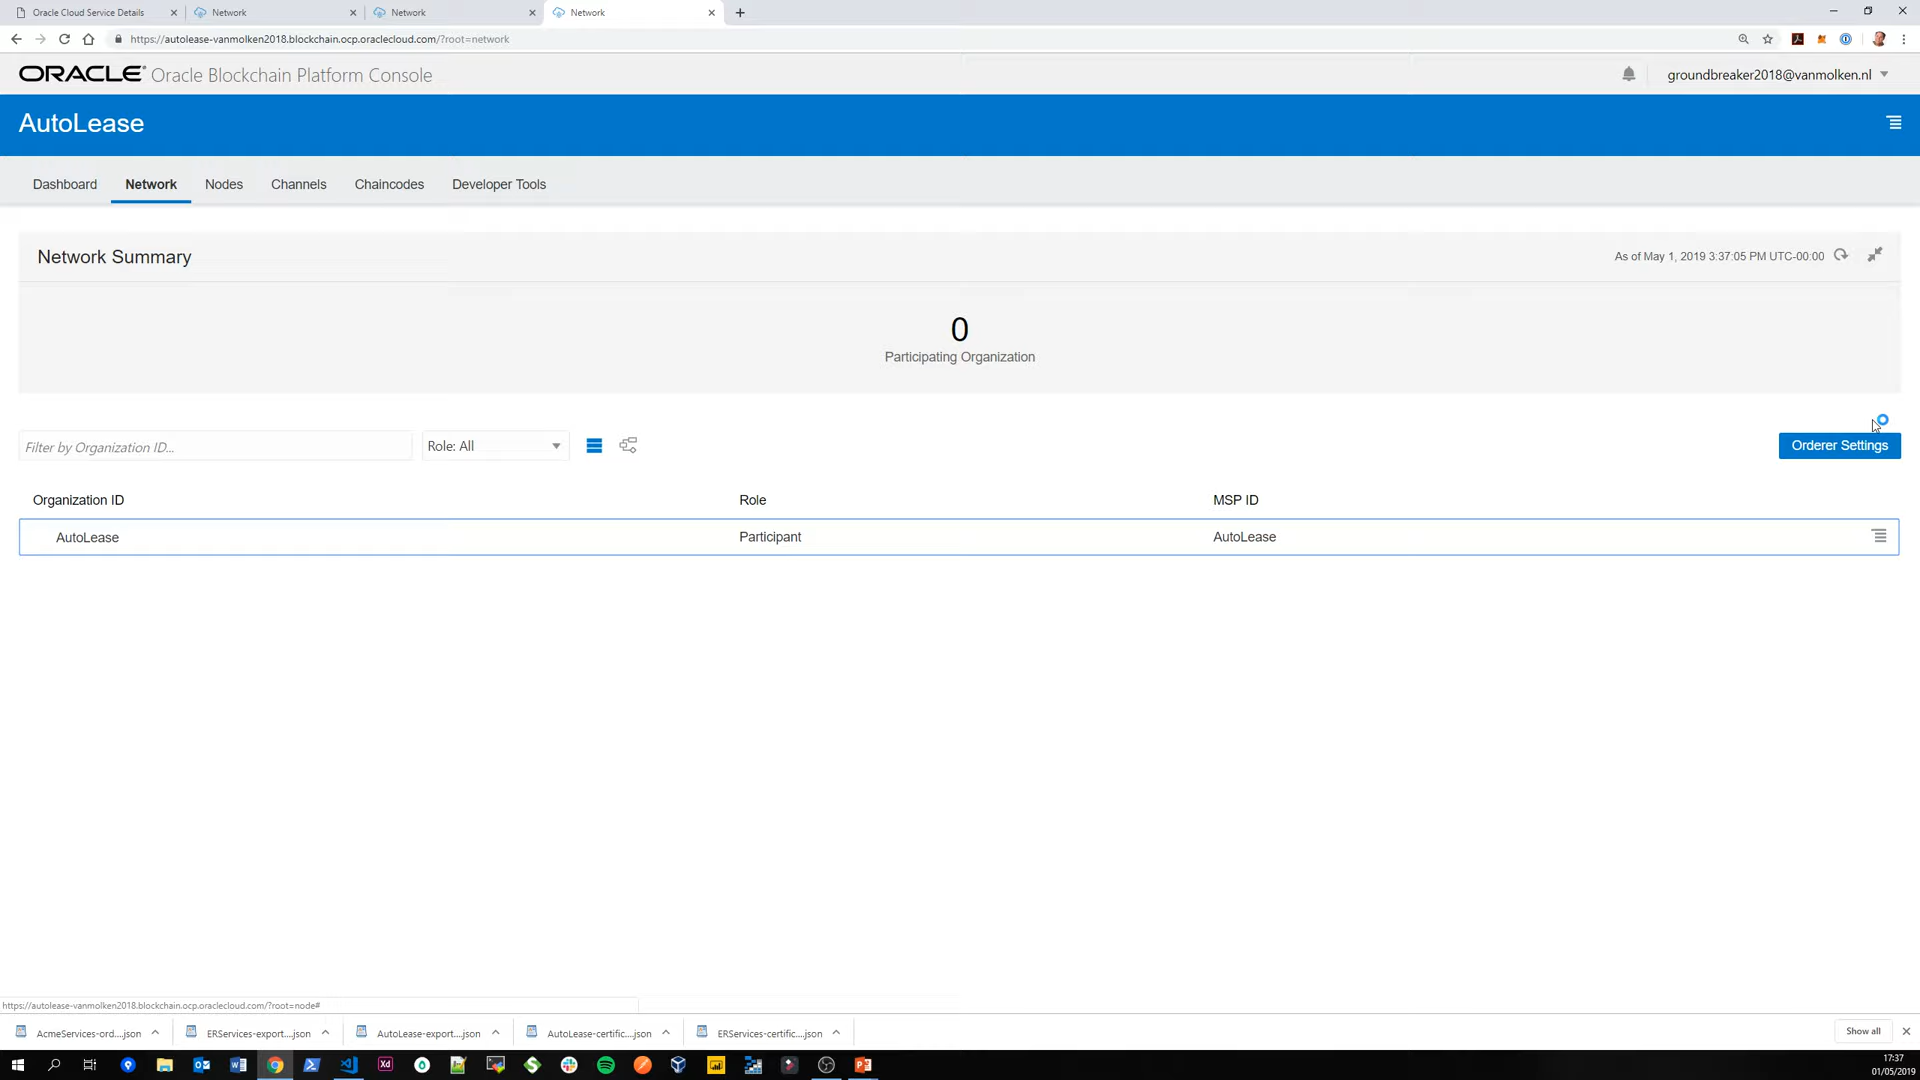 Oracle Cloud Service Details
Network
Network
Network
https://autolease-vanmolken2018.blockchain.ocp.oraclecloud.com/?root=network
ORACLE Oracle Blockchain Platform Console
groundbreaker2018@vanmolken.nl
AutoLease
Dashboard
Network
Nodes
Channels
Chaincodes
Developer Tools
Network Summary
As of May 1, 2019 3:37:05 PM UTC-00:00
0
Participating Organization
Filter by Organization ID...
Role: All
Orderer Settings
Organization ID
Role
MSP ID
AutoLease
Participant
AutoLease
https://autolease-vanmolken2018.blockchain.ocp.oraclecloud.com/?root=node#
AcmeServices-ord....json
ERServices-export....json
AutoLease-export....json
AutoLease-certific....json
ERServices-certific....json
Show all
17:37
01/05/2019